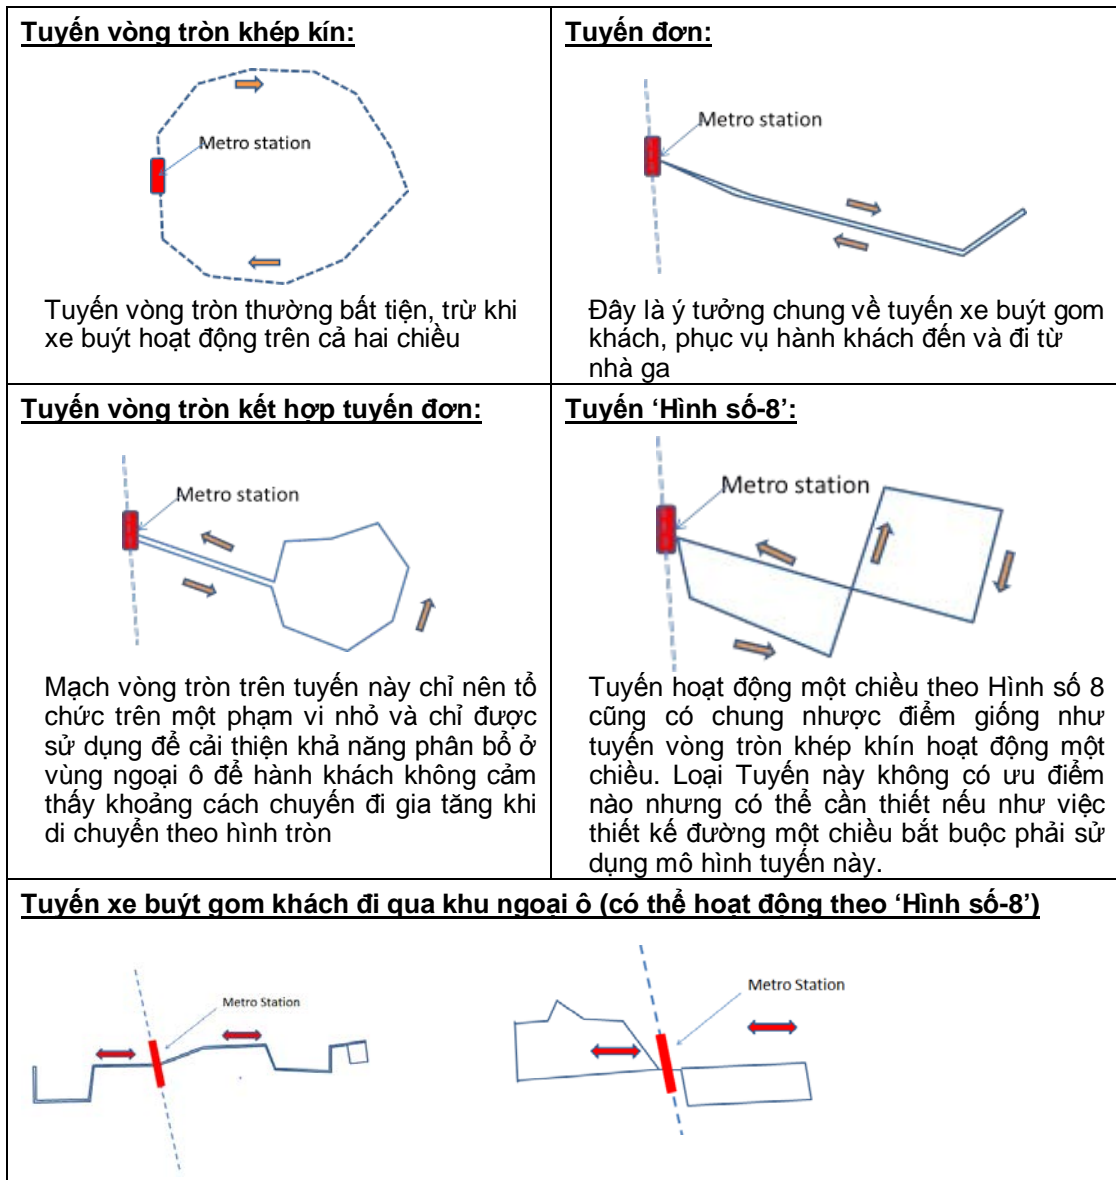 Tuyến vòng tròn khép kín:
Metro station
Tuyến vòng tròn thường bất tiện, trừ khi
xe buýt hoạt động trên cả hai chiều
Tuyến đơn:
Metro station
Đây là ý tưởng chung về tuyến xe buýt gom
khách, phục vụ hành khách đến và đi từ
nhà ga
Tuyến vòng tròn kết hợp tuyến đơn:
Metro station
Mạch vòng tròn trên tuyến này chỉ nên tổ
chức trên một phạm vi nhỏ và chỉ được
sử dụng để cải thiện khả năng phân bổ ở
vùng ngoại ô để hành khách không cảm
thấy khoảng cách chuyến đi gia tăng khi
di chuyển theo hình tròn
Tuyến ‘Hình số-8’:
Metro station
Tuyến hoạt động một chiều theo Hình số 8
cũng có chung nhược điểm giống như
tuyến vòng tròn khép khín hoạt động một
chiều. Loại Tuyến này không có ưu điểm
nào nhưng có thể cần thiết nếu như việc
thiết kế đường một chiều bắt buộc phải sử
dụng mô hình tuyến này.
Tuyến xe buýt gom khách đi qua khu ngoại ô (có thể hoạt động theo ‘Hình số-8’)
Metro Station
Metro Station